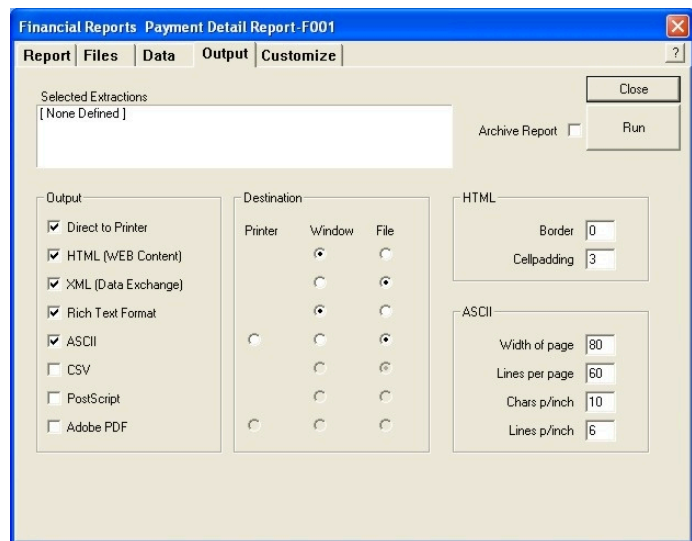 Financial Reports Payment Detail Report-F001
Report Files Data Output Customize ?
Selected Extractions
[ None Defined ]
Close
Archive Report
Run
Output
Direct to Printer
HTML (WEB Content)
XML (Data Exchange)
Rich Text Format
ASCII
CSV
PostScript
Adobe PDF
Destination
Printer Window File
HTML
Border 0
Cellpadding 3
ASCII
Width of page 80
Lines per page 60
Chars p/inch 10
Lines p/inch 6